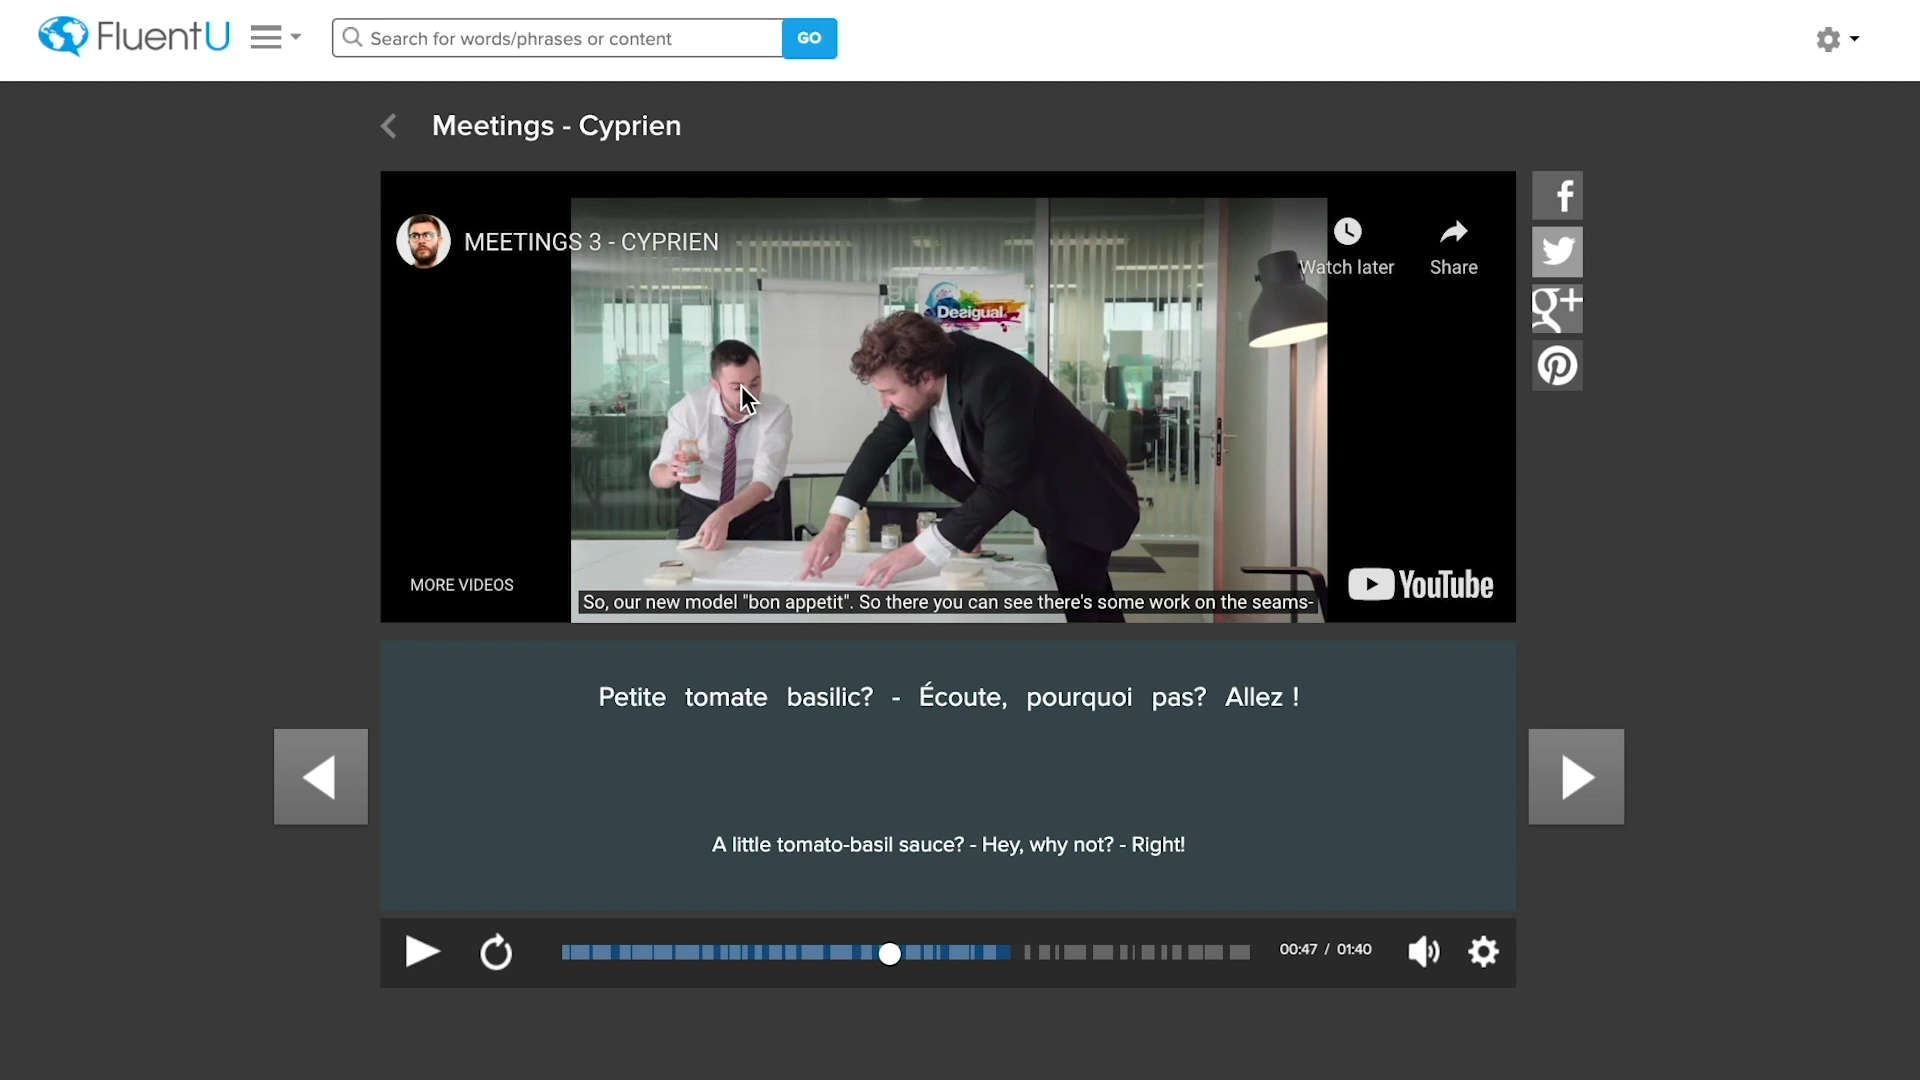 FluentU
Search for words/phrases or content
GO
Meetings - Cyprien
MEETINGS 3 - CYPRIEN
Watch later
Share
Desigual
MORE VIDEOS
YouTube
So, our new model "bon appetit". So there you can see there's some work on the seams-
Petite tomate basilic? - Écoute, pourquoi pas? Allez !
A little tomato-basil sauce? - Hey, why not? - Right!
00:47 / 01:40